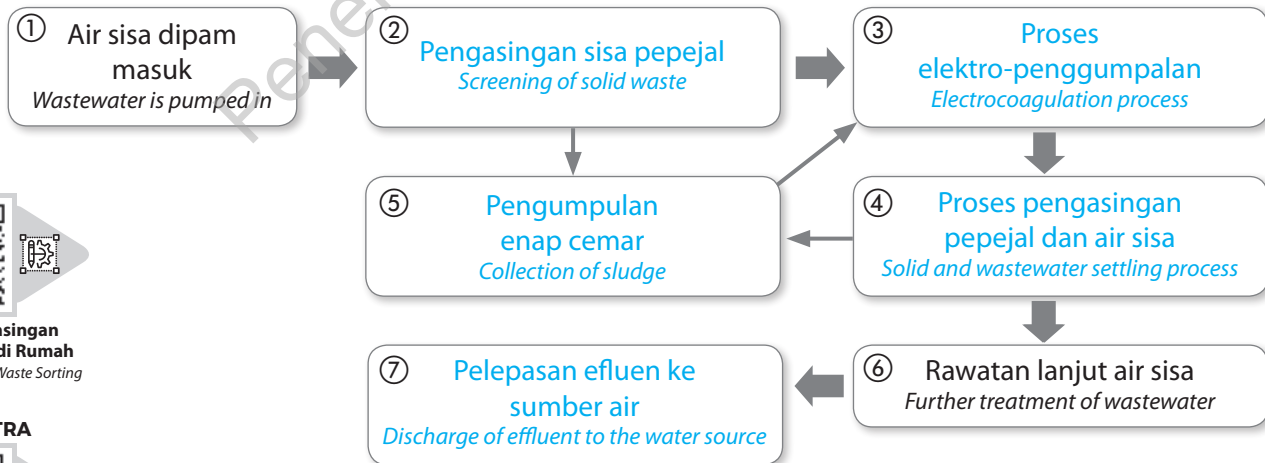 ① Air sisa dipam
masuk
Wastewater is pumped in
② Pengasingan sisa pepejal
Screening of solid waste
③ Proses
elektro-penggumpalan
Electrocoagulation process
⑤ Pengumpulan
enap cemar
Collection of sludge
④ Proses pengasingan
pepejal dan air sisa
Solid and wastewater settling process
di Rumah
Waste Sorting
⑦ Pelepasan efluen ke
sumber air
Discharge of effluent to the water source
⑥ Rawatan lanjut air sisa
Further treatment of wastewater